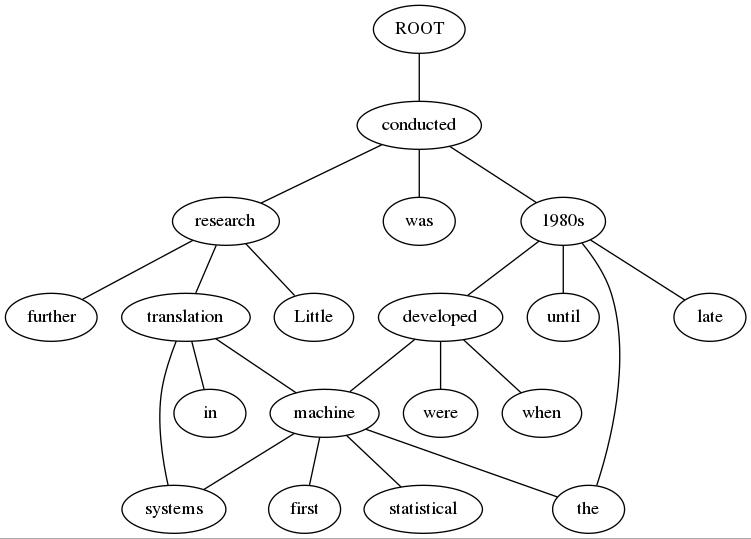 ROOT
conducted
research was 1980s
further translation Little developed until late
in machine were when
systems first statistical the